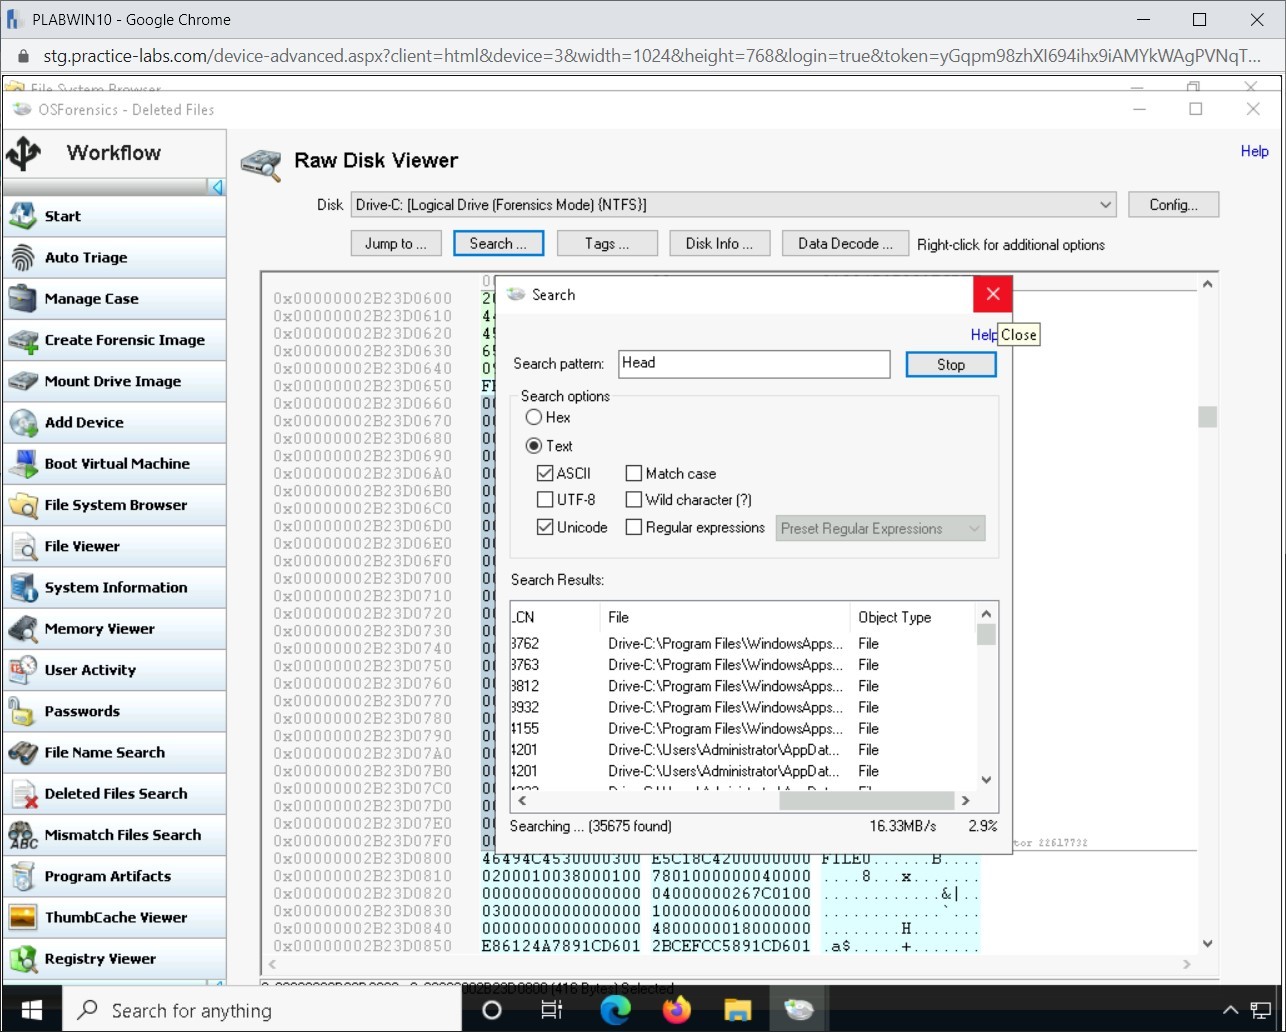 PLABWIN10 - Google Chrome
stg.practice-labs.com/device-advanced.aspx?client=html&device=3&width=1024&height=768&login=true&token=yGqpm98zhXI694ihx9iAMYkWAgPVNqT...
File System Browser
OSForensics - Deleted Files
Workflow
Raw Disk Viewer
Help
Disk Drive-C: [Logical Drive (Forensics Mode) {NTFS}] Config...
Jump to ... Search ... Tags ... Disk Info ... Data Decode ... Right-click for additional options
Start
Auto Triage
Manage Case
Create Forensic Image
Mount Drive Image
Add Device
Boot Virtual Machine
File System Browser
File Viewer
System Information
Memory Viewer
User Activity
Passwords
File Name Search
Deleted Files Search
Mismatch Files Search
Program Artifacts
ThumbCache Viewer
Registry Viewer
0x00000002B23D0600 20
0x00000002B23D0610 44
0x00000002B23D0620 45
0x00000002B23D0630 65
0x00000002B23D0640 09
0x00000002B23D0650 FF
0x00000002B23D0660 00
0x00000002B23D0670 00
0x00000002B23D0680 00
0x00000002B23D0690 00
0x00000002B23D06A0 00
0x00000002B23D06B0 00
0x00000002B23D06C0 00
0x00000002B23D06D0 00
0x00000002B23D06E0 00
0x00000002B23D06F0 00
0x00000002B23D0700 00
0x00000002B23D0710 00
0x00000002B23D0720 00
0x00000002B23D0730 00
0x00000002B23D0740 00
0x00000002B23D0750 00
0x00000002B23D0760 00
0x00000002B23D0770 00
0x00000002B23D0780 00
0x00000002B23D0790 00
0x00000002B23D07A0 00
0x00000002B23D07B0 00
0x00000002B23D07C0 00
0x00000002B23D07D0 00
0x00000002B23D07E0 00
0x00000002B23D07F0 00
tor 22617732
0x00000002B23D0800 46494C4530000300 E5C18C4200000000 FILE0.......B....
0x00000002B23D0810 0200010038000100 7801000000040000 ....8...x.......
0x00000002B23D0820 0000000000000000 04000000267C0100 ............&|..
0x00000002B23D0830 0300000000000000 1000000060000000 ............`...
0x00000002B23D0840 0000000000000000 4800000018000000 ........H.......
0x00000002B23D0850 E86124A7891CD601 2BCEFCC5891CD601 .a$.....+.......
Search
Help
Close
Search pattern: Head Stop
Search options
Hex
Text
ASCII Match case
UTF-8 Wild character (?)
Unicode Regular expressions Preset Regular Expressions
Search Results:
LCN File Object Type
3762 Drive-C:\Program Files\WindowsApps... File
3763 Drive-C:\Program Files\WindowsApps... File
3812 Drive-C:\Program Files\WindowsApps... File
3932 Drive-C:\Program Files\WindowsApps... File
4155 Drive-C:\Program Files\WindowsApps... File
4201 Drive-C:\Users\Administrator\AppDat... File
4201 Drive-C:\Users\Administrator\AppDat... File
Searching ... (35675 found) 16.33MB/s 2.9%
Search for anything